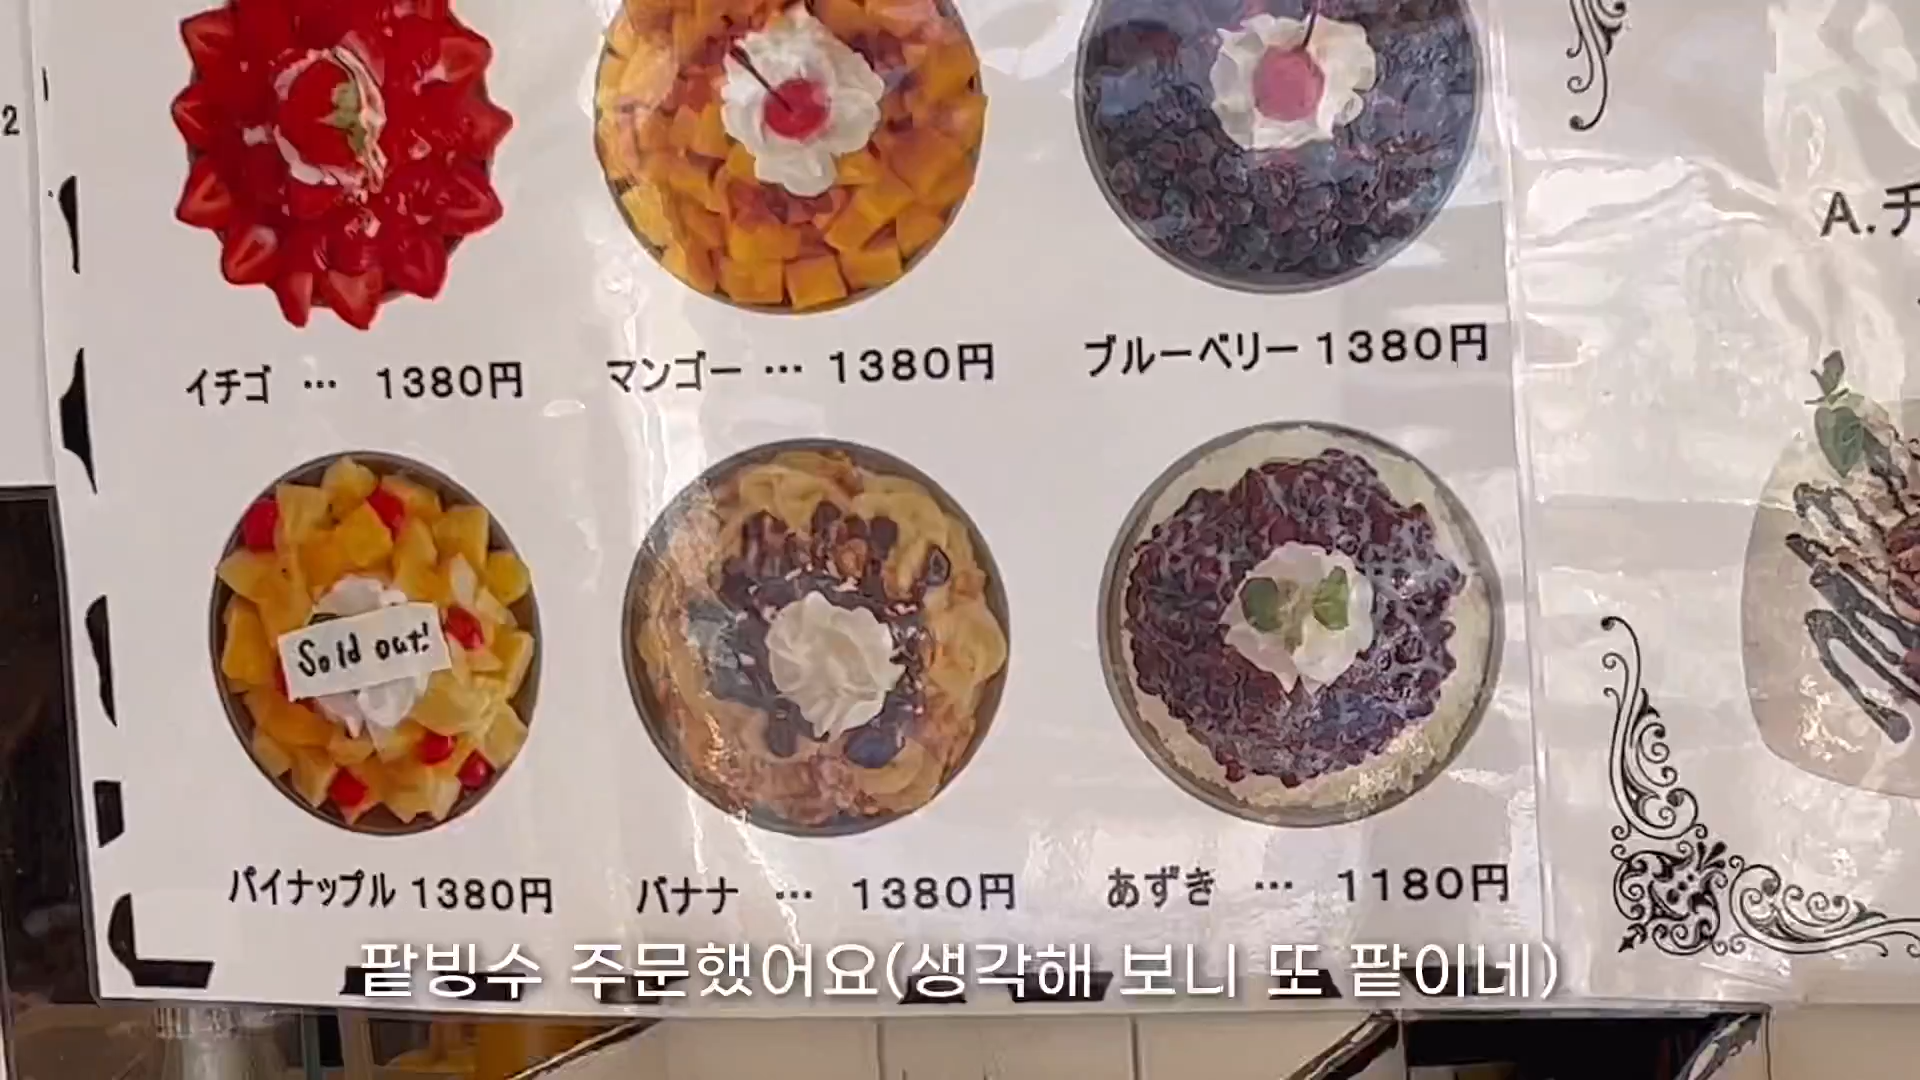 2
A.チ
イチゴ … 1380円
マンゴー … 1380円
ブルーベリー 1380円
Sold out!
パイナップル 1380円
バナナ … 1380円
あずき … 1180円
팥빙수 주문했어요(생각해 보니 또 팥이네)